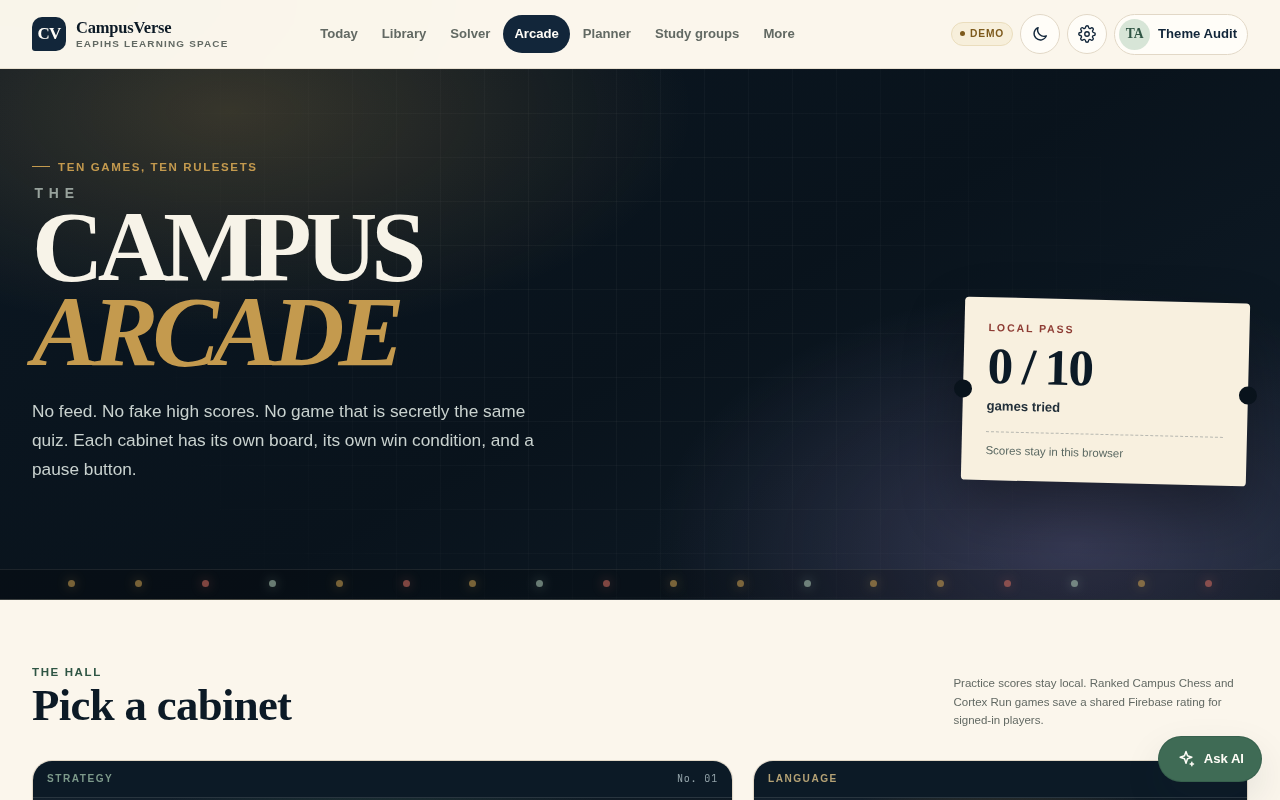 CV
CampusVerse
EAPIHS LEARNING SPACE
Today
Library
Solver
Arcade
Planner
Study groups
More
DEMO
TA
Theme Audit
TEN GAMES, TEN RULESETS
THE
CAMPUS
ARCADE
No feed. No fake high scores. No game that is secretly the same
quiz. Each cabinet has its own board, its own win condition, and a
pause button.
LOCAL PASS
0 / 10
games tried
Scores stay in this browser
THE HALL
Pick a cabinet
Practice scores stay local. Ranked Campus Chess and
Cortex Run games save a shared Firebase rating for
signed-in players.
STRATEGY
No. 01
LANGUAGE
Ask AI